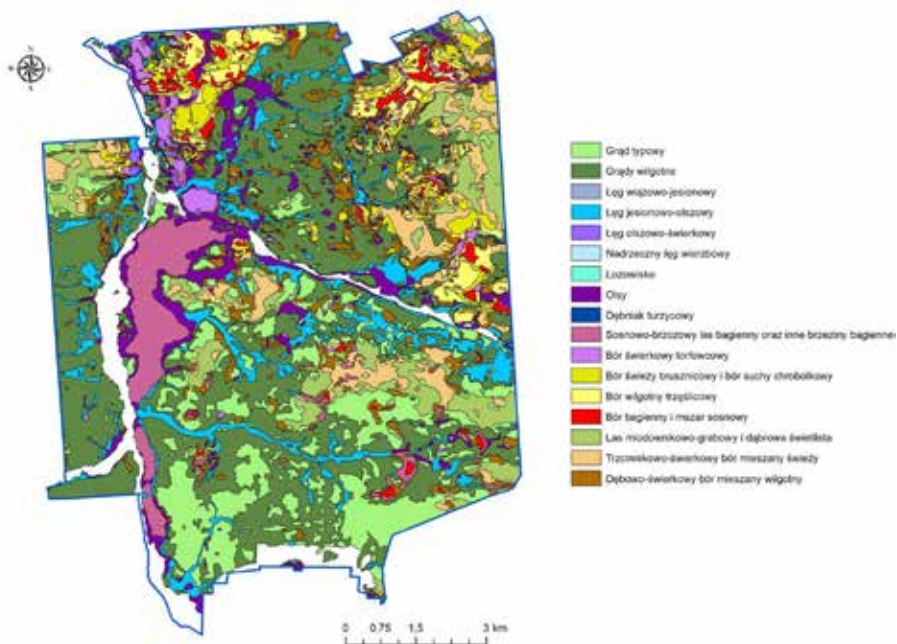 N
Grąd typowy
Grądy wilgotne
Łęg wiązowo-jesionowy
Łęg jesionowo-olszowy
Łęg olszowo-świerkowy
Nadrzeczny łęg wierzbowy
Łozowisko
Olsy
Dębniak turzycowy
Sosnowo-brzozowy las bagienny oraz inne brzeziny bagienne
Bór świerkowy torfowcowy
Bór świeży brusznicowy i bór suchy chrobotkowy
Bór wilgotny trzęślicowy
Bór bagienny i mszar sosnowy
Las miodownikowo-grabowy i dąbrowa świetlista
Trzcinnikowo-świerkowy bór mieszany świeży
Dębowo-świerkowy bór mieszany wilgotny
0 0,75 1,5 3 km